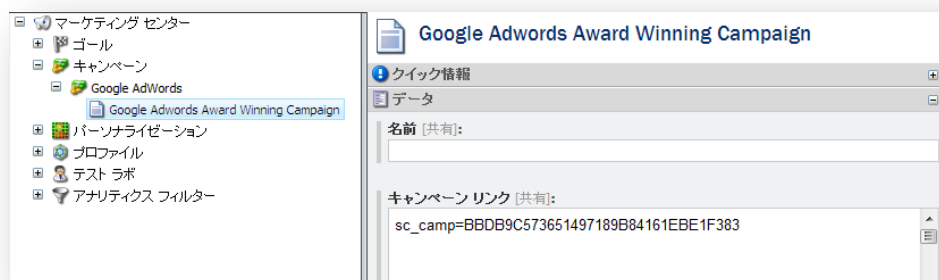 マーケティング センター
ゴール
キャンペーン
Google AdWords
Google Adwords Award Winning Campaign
パーソナライゼーション
プロファイル
テスト ラボ
アナリティクス フィルター
Google Adwords Award Winning Campaign
クイック情報
データ
名前 [共有]:
キャンペーン リンク [共有]:
sc_camp=BBDB9C573651497189B84161EBE1F383